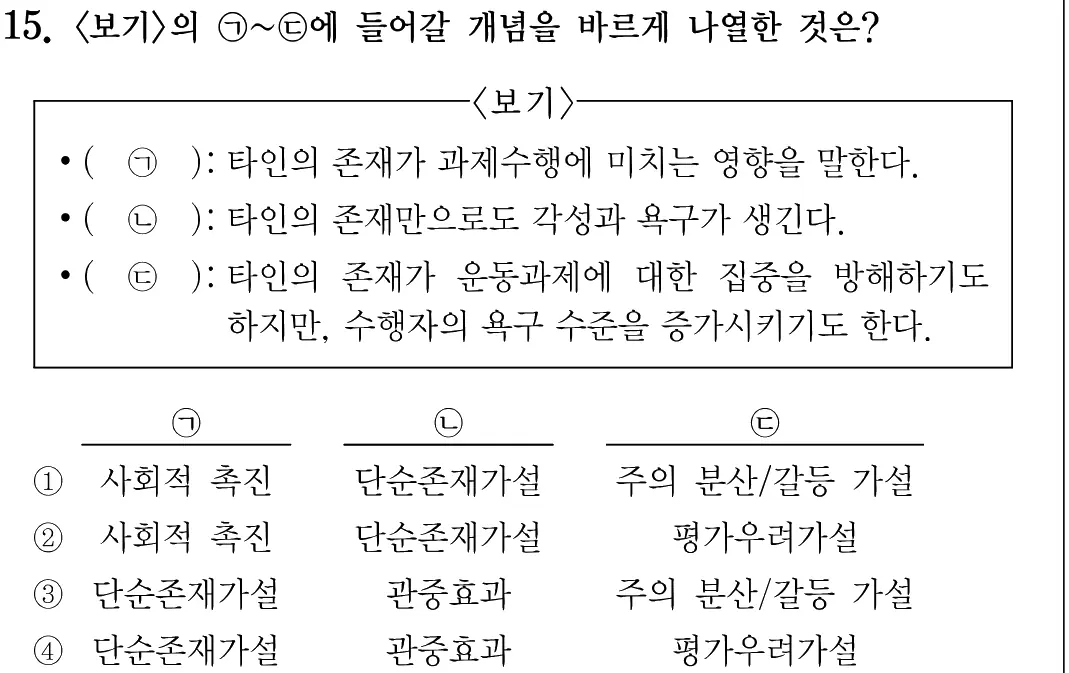 15. 〈보기〉의 ㉠~㉢에 들어갈 개념을 바르게 나열한 것은?
〈보기〉
• ( ㉠ ): 타인의 존재가 과제수행에 미치는 영향을 말한다.
• ( ㉡ ): 타인의 존재만으로도 각성과 욕구가 생긴다.
• ( ㉢ ): 타인의 존재가 운동과제에 대한 집중을 방해하기도
하지만, 수행자의 욕구 수준을 증가시키기도 한다.
㉠ ㉡ ㉢
① 사회적 촉진 단순존재가설 주의 분산/갈등 가설
② 사회적 촉진 단순존재가설 평가우려가설
③ 단순존재가설 관중효과 주의 분산/갈등 가설
④ 단순존재가설 관중효과 평가우려가설